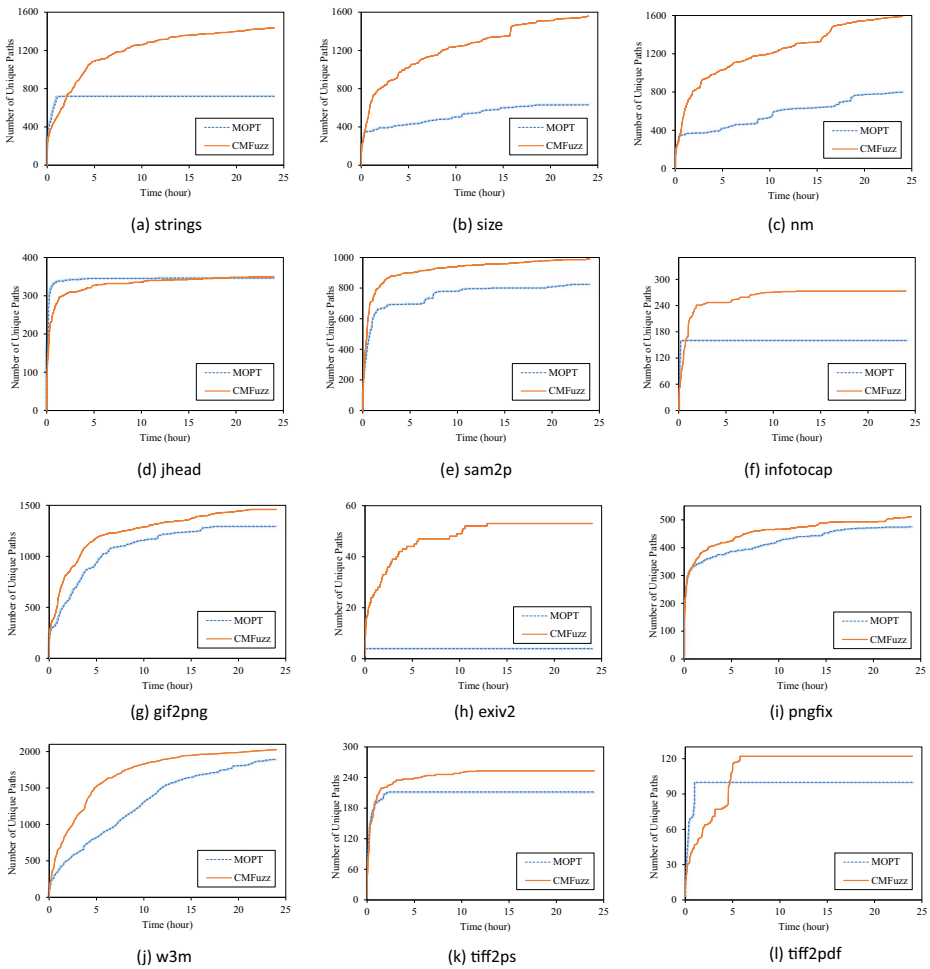 Number of Unique Paths
1600
1200
800
400
0
MOPT
CMFuzz
0 5 10 15 20 25
Time (hour)
(a) strings
Number of Unique Paths
1600
1200
800
400
0
MOPT
CMFuzz
0 5 10 15 20 25
Time (hour)
(b) size
Number of Unique Paths
1600
1200
800
400
0
MOPT
CMFuzz
0 5 10 15 20 25
Time (hour)
(c) nm
Number of Unique Paths
400
300
200
100
0
MOPT
CMFuzz
0 5 10 15 20 25
Time (hour)
(d) jhead
Number of Unique Paths
1000
800
600
400
200
0
MOPT
CMFuzz
0 5 10 15 20 25
Time (hour)
(e) sam2p
Number of Unique Paths
300
240
180
120
60
0
MOPT
CMFuzz
0 5 10 15 20 25
Time (hour)
(f) infotocap
Number of Unique Paths
1500
1000
500
0
MOPT
CMFuzz
0 5 10 15 20 25
Time (hour)
(g) gif2png
Number of Unique Paths
60
40
20
0
MOPT
CMFuzz
0 5 10 15 20 25
Time (hour)
(h) exiv2
Number of Unique Paths
500
400
300
200
100
0
MOPT
CMFuzz
0 5 10 15 20 25
Time (hour)
(i) pngfix
Number of Unique Paths
2000
1500
1000
500
0
MOPT
CMFuzz
0 5 10 15 20 25
Time (hour)
(j) w3m
Number of Unique Paths
300
240
180
120
60
0
MOPT
CMFuzz
0 5 10 15 20 25
Time (hour)
(k) tiff2ps
Number of Unique Paths
120
90
60
30
0
MOPT
CMFuzz
0 5 10 15 20 25
Time (hour)
(l) tiff2pdf